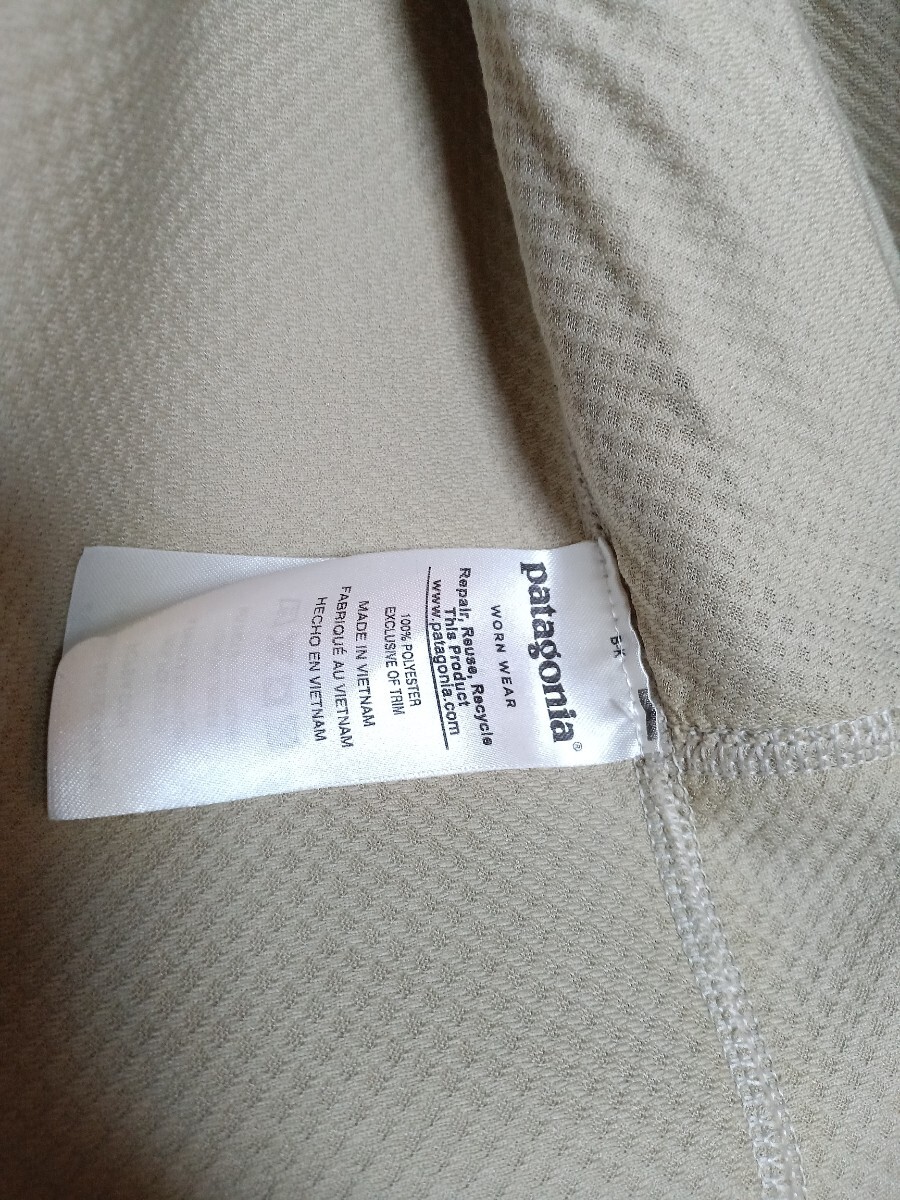 patagonia®
WORN WEAR
Repair, Reuse, Recycle
This Product
www.patagonia.com
100% POLYESTER
EXCLUSIVE OF TRIM
MADE IN VIETNAM
FABRIQUÉ AU VIETNAM
HECHO EN VIETNAM